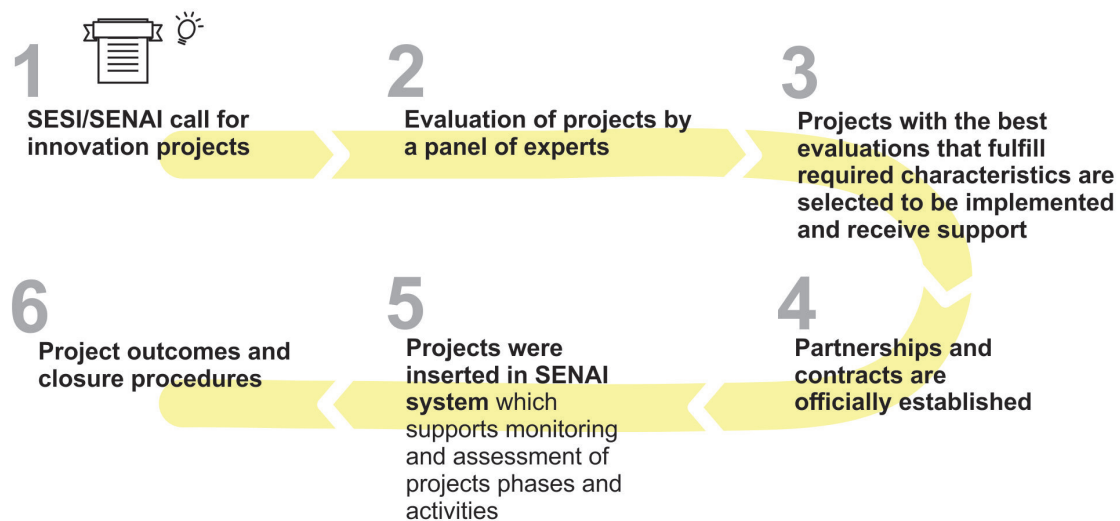 1
SESI/SENAI call for
innovation projects
2
Evaluation of projects by
a panel of experts
3
Projects with the best
evaluations that fulfill
required characteristics are
selected to be implemented
and receive support
4
Partnerships and
contracts are
officially established
5
Projects were
inserted in SENAI
system which
supports monitoring
and assessment of
projects phases and
activities
6
Project outcomes and
closure procedures